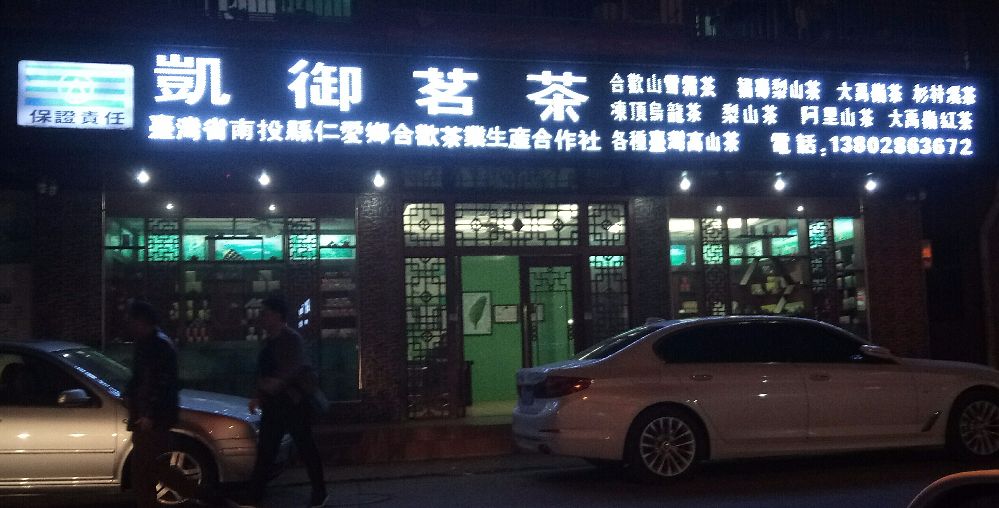 凱御茗茶
合歡山雪霧茶 福壽梨山茶 大禹嶺茶 杉林溪茶
凍頂烏龍茶 梨山茶 阿里山茶 大禹嶺紅茶
保證責任
臺灣省南投縣仁愛鄉合歡茶業生產合作社 各種臺灣高山茶 電話:13802863672